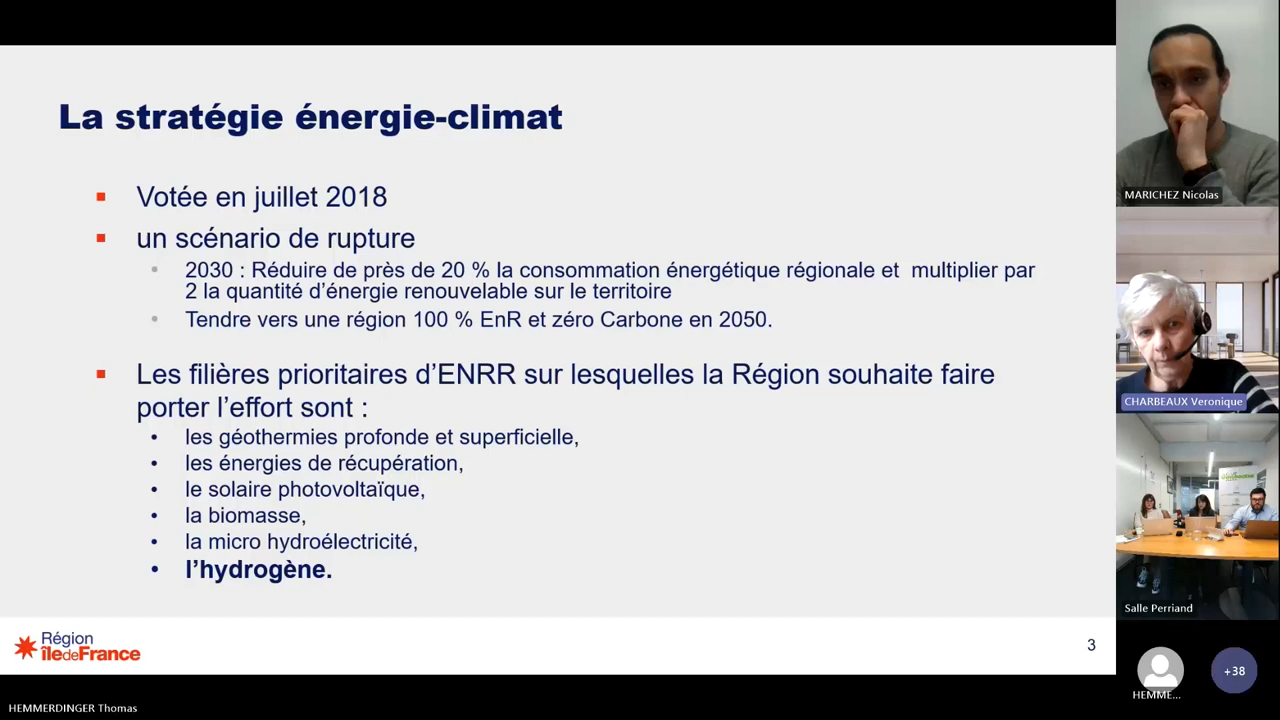 La stratégie énergie-climat
Votée en juillet 2018
un scénario de rupture
2030 : Réduire de près de 20 % la consommation énergétique régionale et multiplier par
2 la quantité d’énergie renouvelable sur le territoire
Tendre vers une région 100 % EnR et zéro Carbone en 2050.
Les filières prioritaires d’ENRR sur lesquelles la Région souhaite faire
porter l’effort sont :
les géothermies profonde et superficielle,
les énergies de récupération,
le solaire photovoltaïque,
la biomasse,
la micro hydroélectricité,
l’hydrogène.
Région
îledeFrance
3
HEMMERDINGER Thomas
MARICHEZ Nicolas
CHARBEAUX Veronique
Salle Perriand
HEMME...
+38